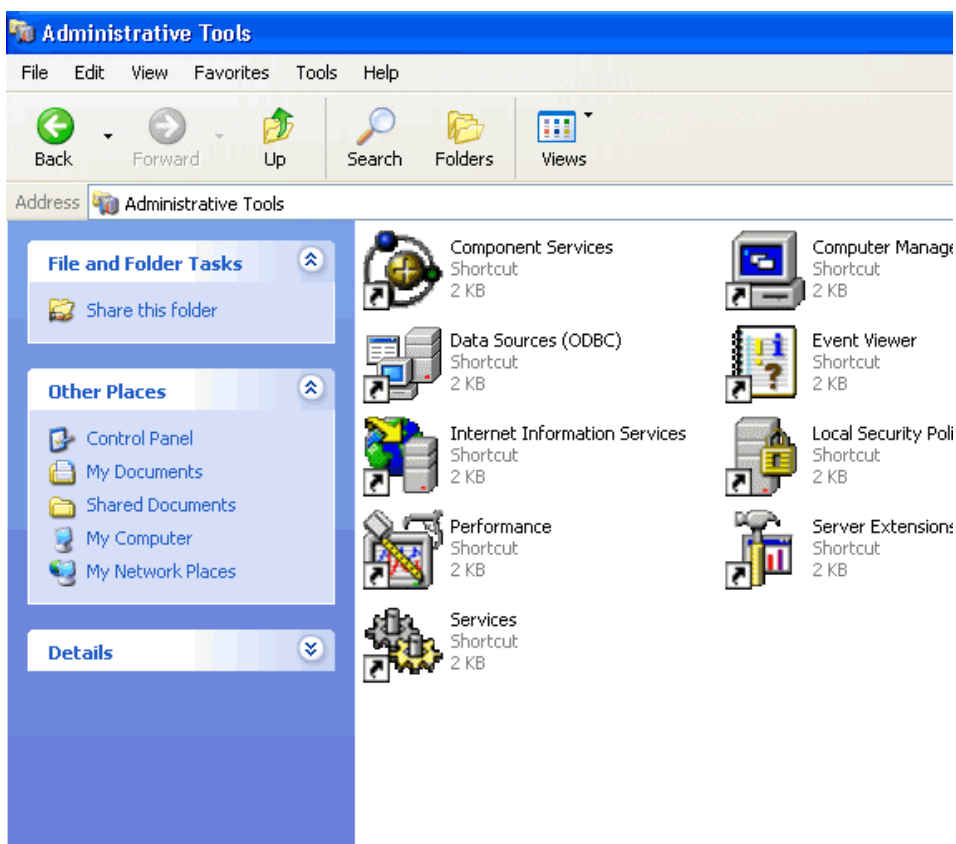 Administrative Tools
File Edit View Favorites Tools Help
Back Forward Up Search Folders Views
Address Administrative Tools
File and Folder Tasks
Share this folder
Other Places
Control Panel
My Documents
Shared Documents
My Computer
My Network Places
Details
Component Services
Shortcut
2 KB
Computer Manage
Shortcut
2 KB
Data Sources (ODBC)
Shortcut
2 KB
Event Viewer
Shortcut
2 KB
Internet Information Services
Shortcut
2 KB
Local Security Poli
Shortcut
2 KB
Performance
Shortcut
2 KB
Server Extensions
Shortcut
2 KB
Services
Shortcut
2 KB